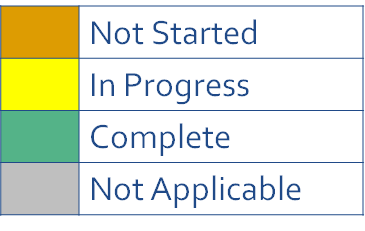 Not Started
In Progress
Complete
Not Applicable